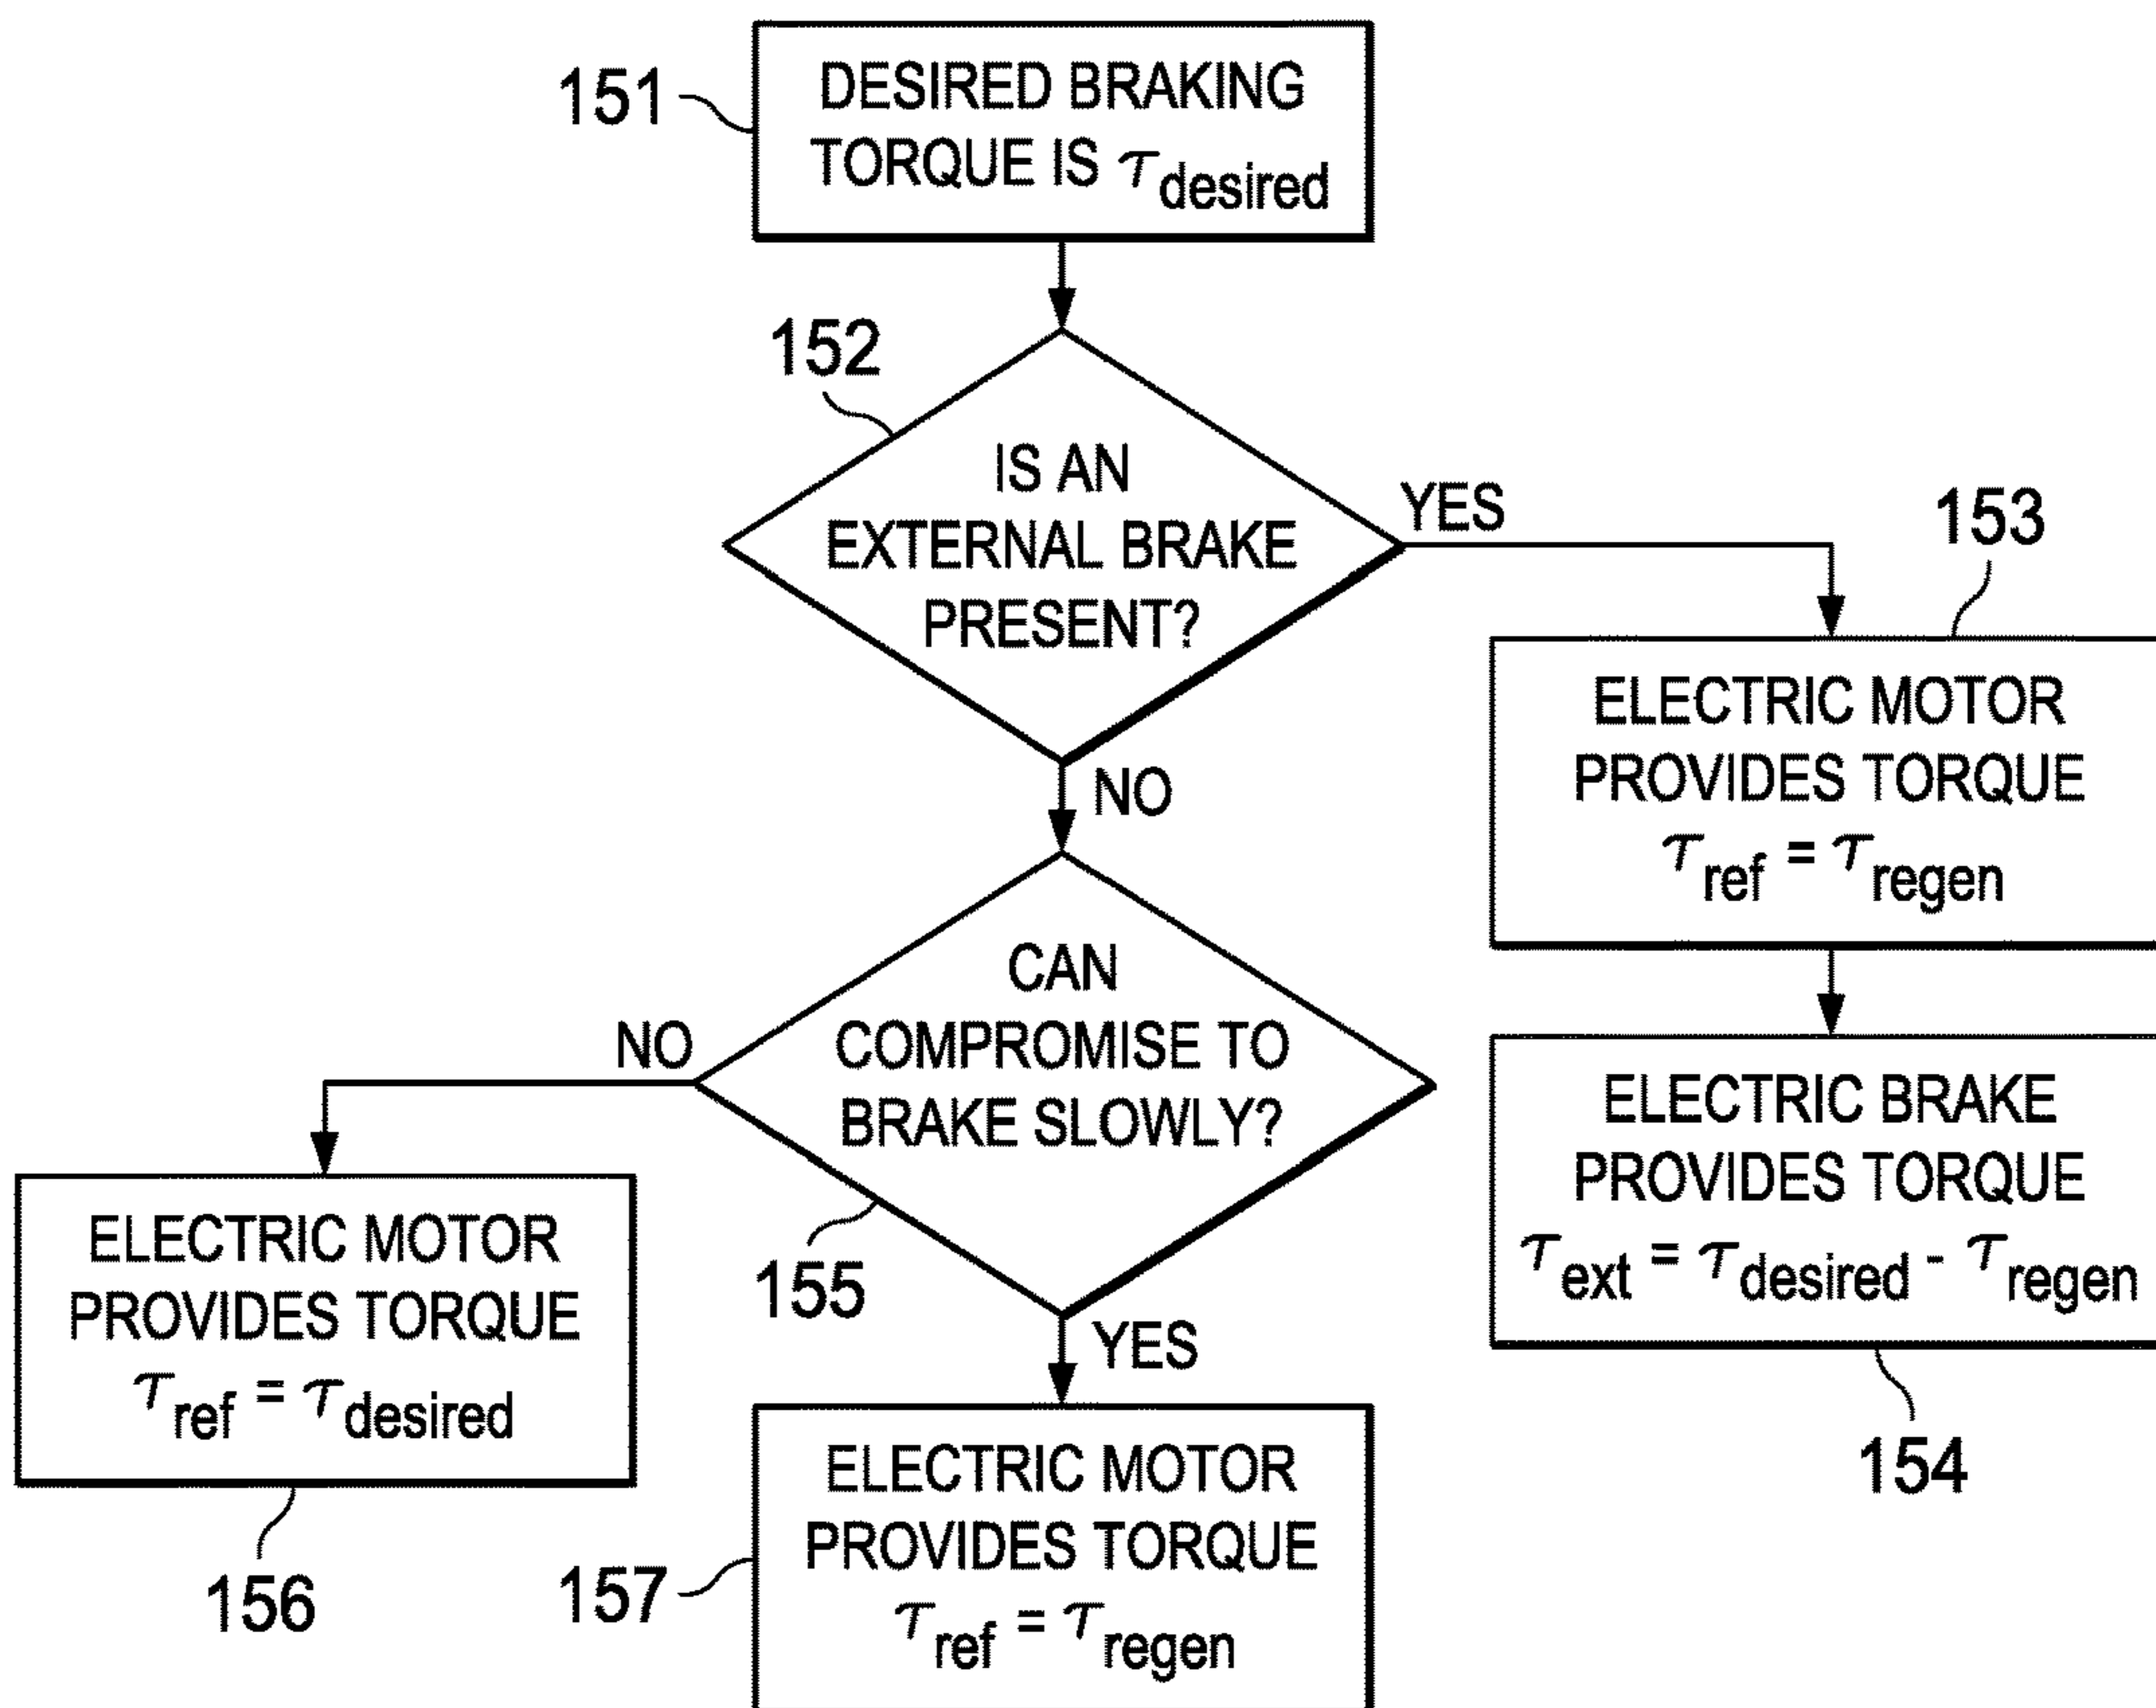 151
DESIRED BRAKING
TORQUE IS τdesired
152
IS AN
EXTERNAL BRAKE
PRESENT?
YES
153
ELECTRIC MOTOR
PROVIDES TORQUE
τref = τregen
NO
ELECTRIC BRAKE
PROVIDES TORQUE
τext = τdesired - τregen
154
CAN
COMPROMISE TO
BRAKE SLOWLY?
155
NO
ELECTRIC MOTOR
PROVIDES TORQUE
τref = τdesired
156
YES
157
ELECTRIC MOTOR
PROVIDES TORQUE
τref = τregen